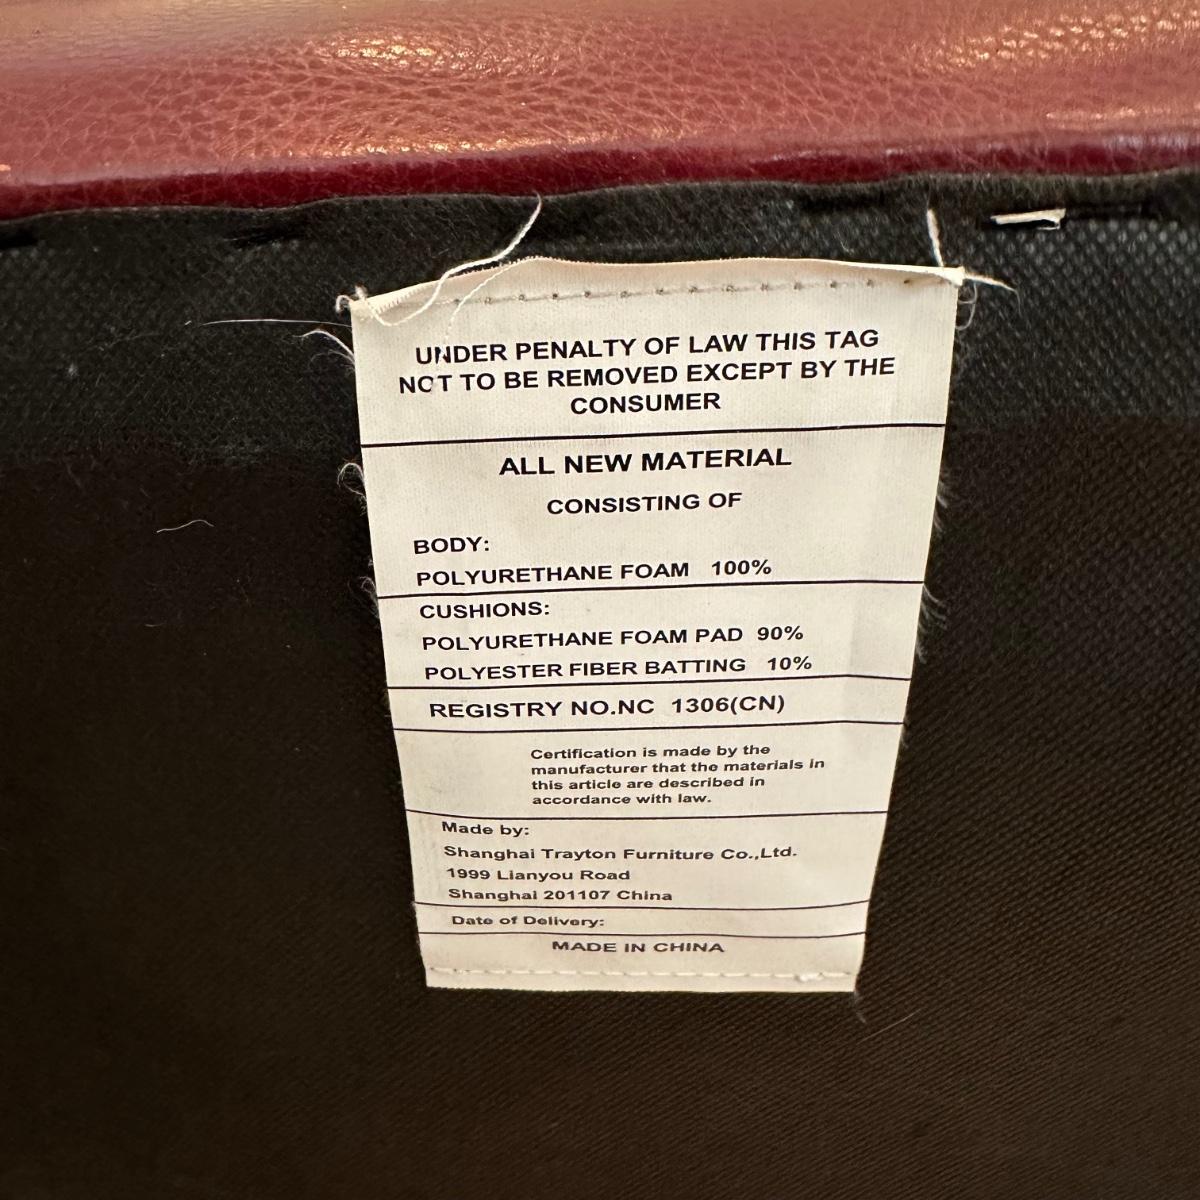 UNDER PENALTY OF LAW THIS TAG
NOT TO BE REMOVED EXCEPT BY THE
CONSUMER
ALL NEW MATERIAL
CONSISTING OF
BODY:
POLYURETHANE FOAM 100%
CUSHIONS:
POLYURETHANE FOAM PAD 90%
POLYESTER FIBER BATTING 10%
REGISTRY NO.NC 1306(CN)
Certification is made by the
manufacturer that the materials in
this article are described in
accordance with law.
Made by:
Shanghai Trayton Furniture Co.,Ltd.
1999 Lianyou Road
Shanghai 201107 China
Date of Delivery:
MADE IN CHINA